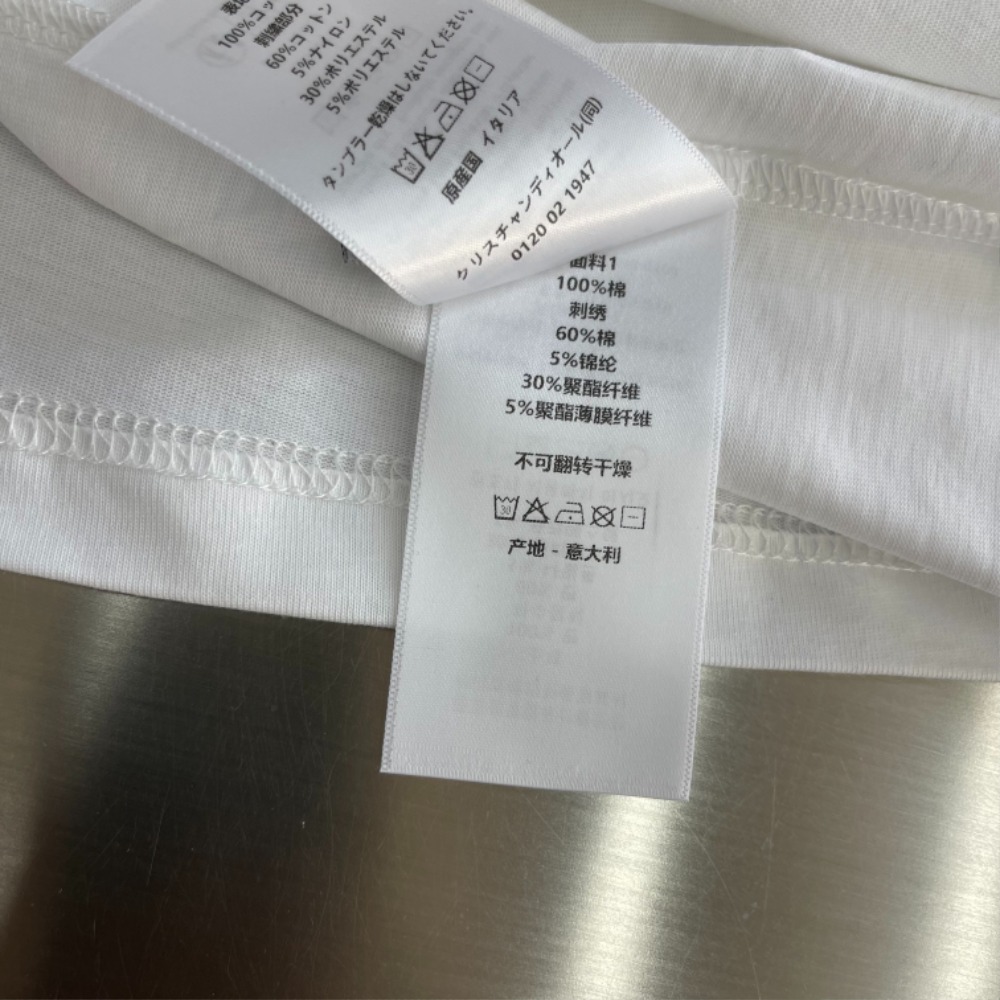 100%コッ
刺繍部分
60%コットン
5%ナイロン
30%ポリエステル
5%ポリエステル
タンブラー乾燥はしないでください。
30
原産国 イタリア
クリスチャンディオール(同)
0120 02 1947
面料1
100%棉
刺绣
60%棉
5%锦纶
30%聚酯纤维
5%聚酯薄膜纤维
不可翻转干燥
30
产地 - 意大利